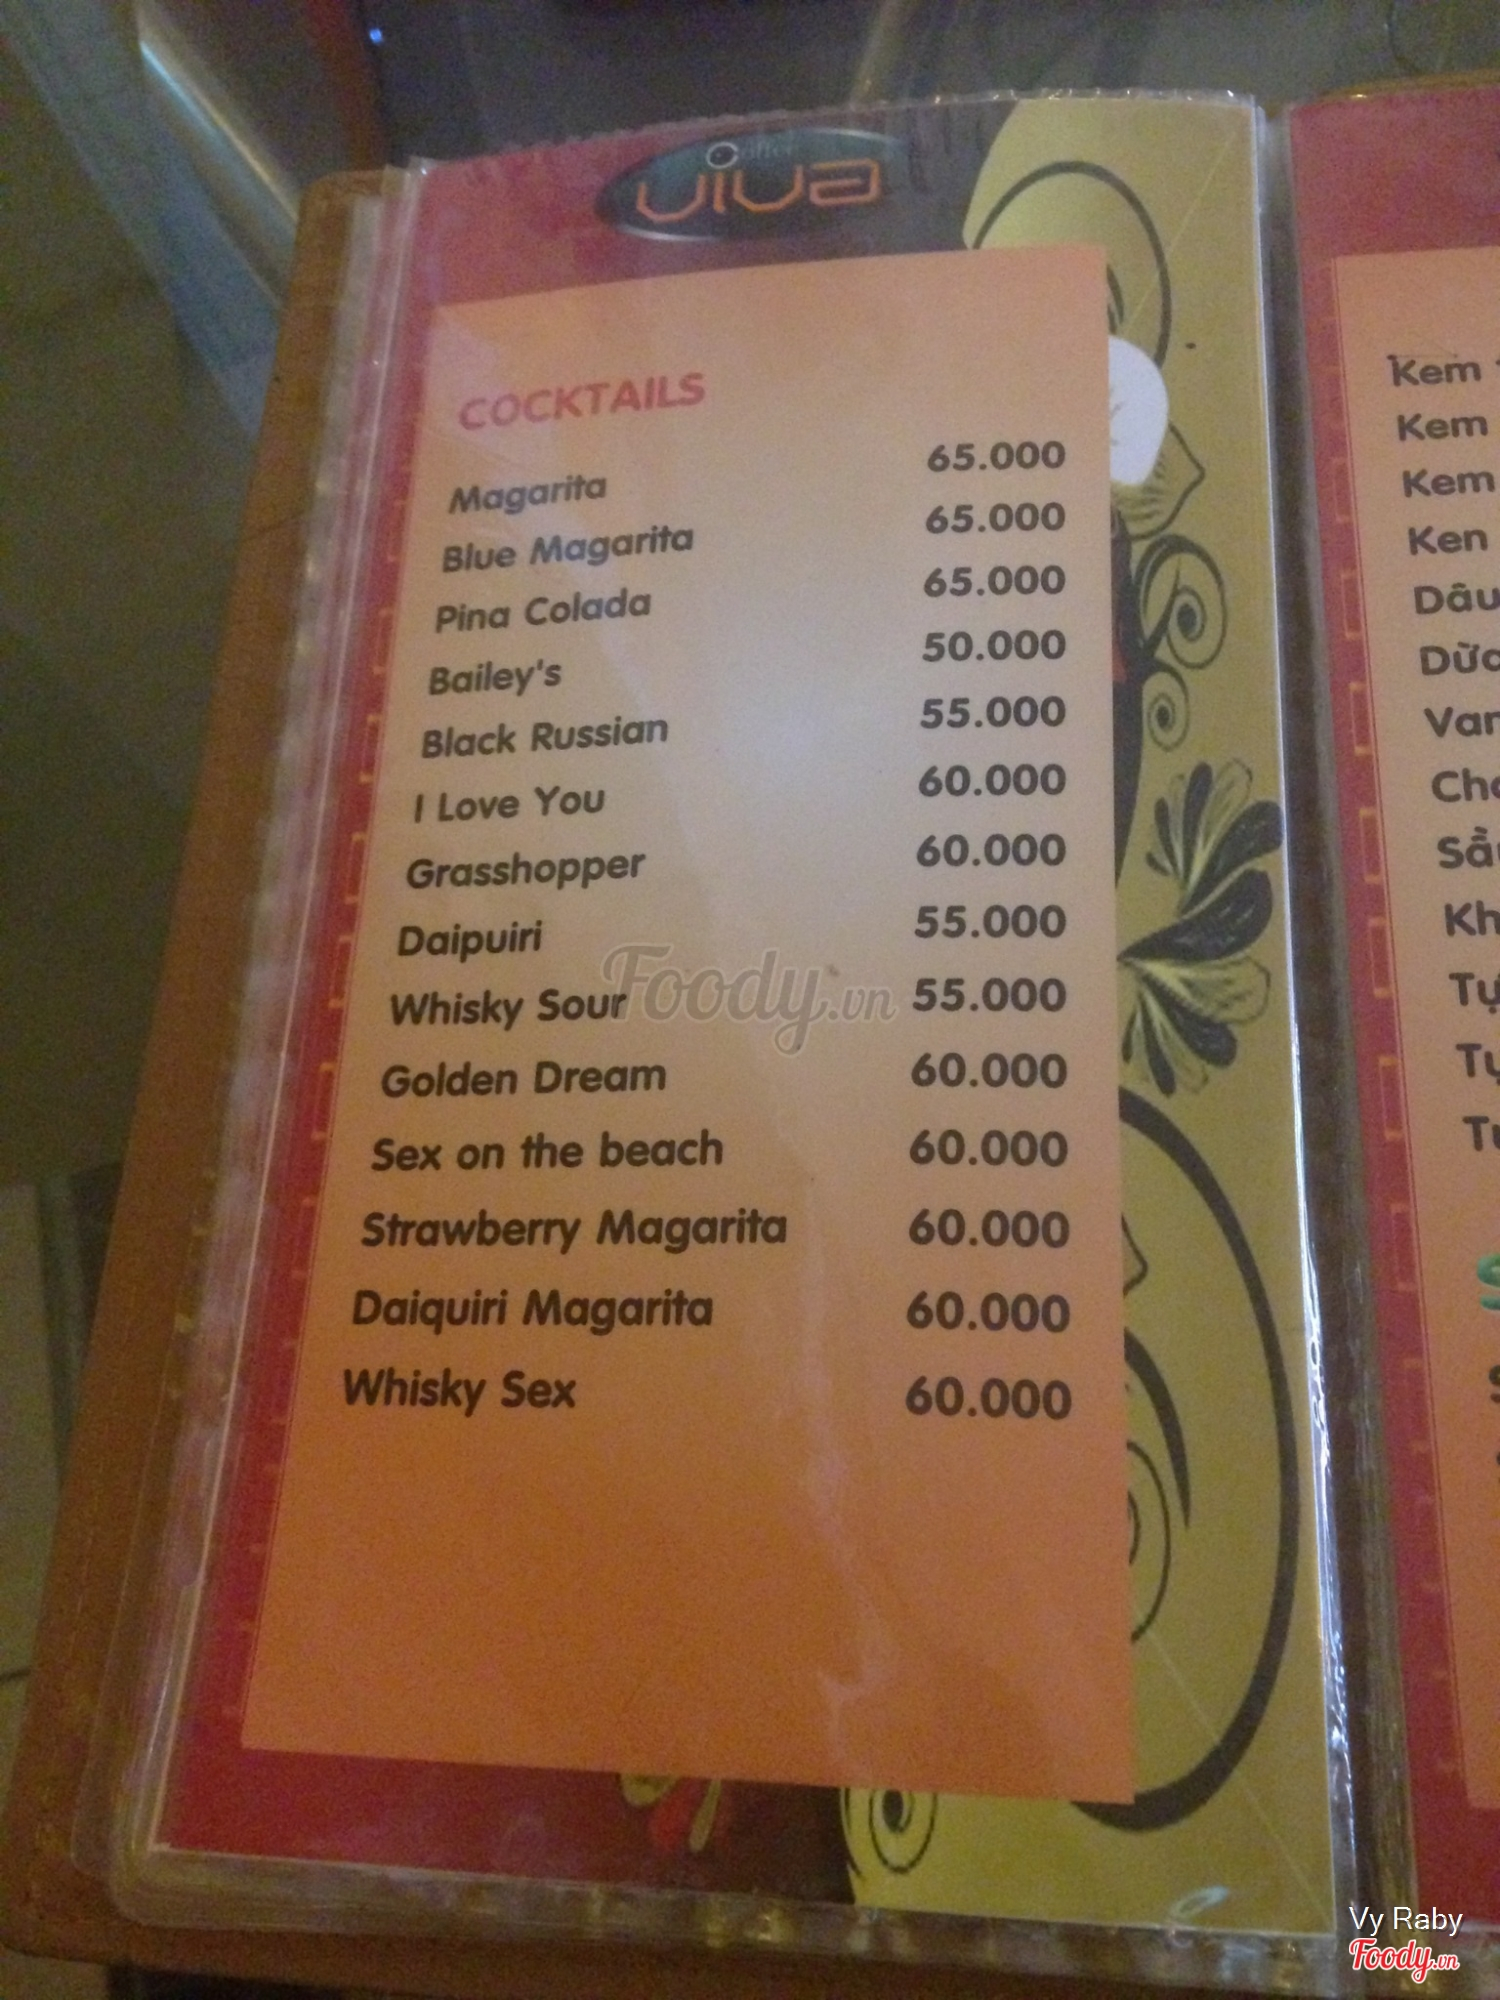 Coffee
viva
COCKTAILS
Magarita 65.000
Blue Magarita 65.000
Pina Colada 65.000
Bailey's 50.000
Black Russian 55.000
I Love You 60.000
Grasshopper 60.000
Daipuiri 55.000
Whisky Sour 55.000
Golden Dream 60.000
Sex on the beach 60.000
Strawberry Magarita 60.000
Daiquiri Magarita 60.000
Whisky Sex 60.000
Foody.vn
Kem
Kem
Kem
Ken
Dâu
Vy Raby
Foody.vn